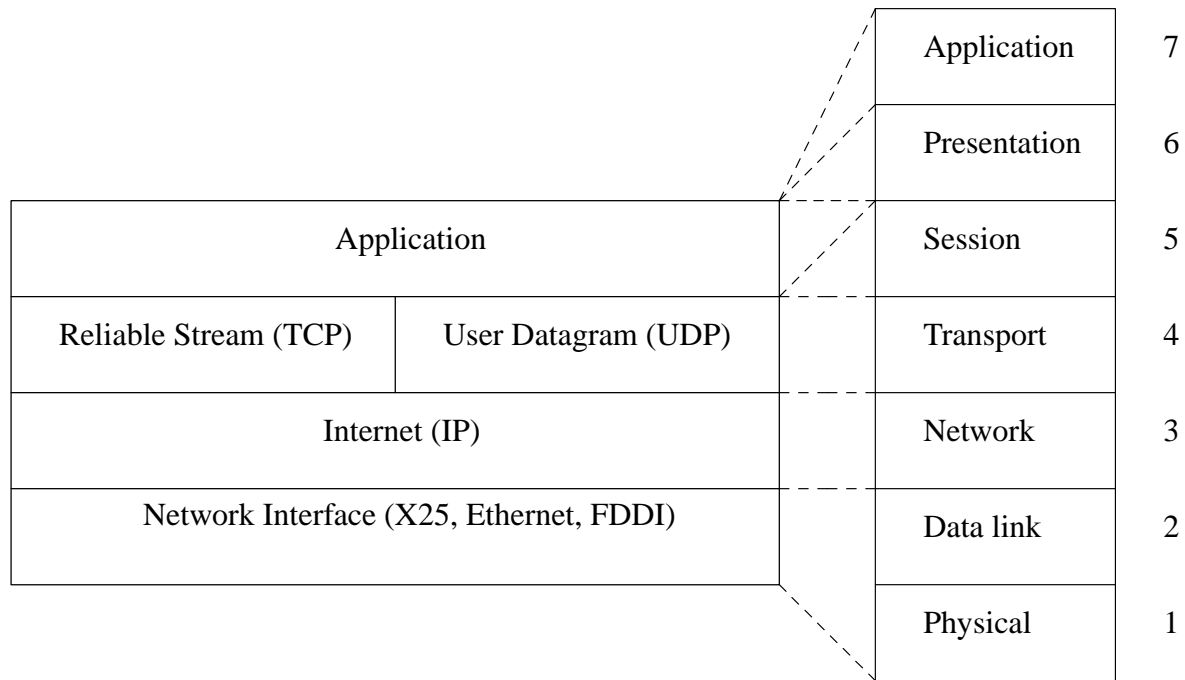 Application 7
Presentation 6
Application
Session 5
Reliable Stream (TCP) User Datagram (UDP)
Transport 4
Internet (IP)
Network 3
Network Interface (X25, Ethernet, FDDI)
Data link 2
Physical 1